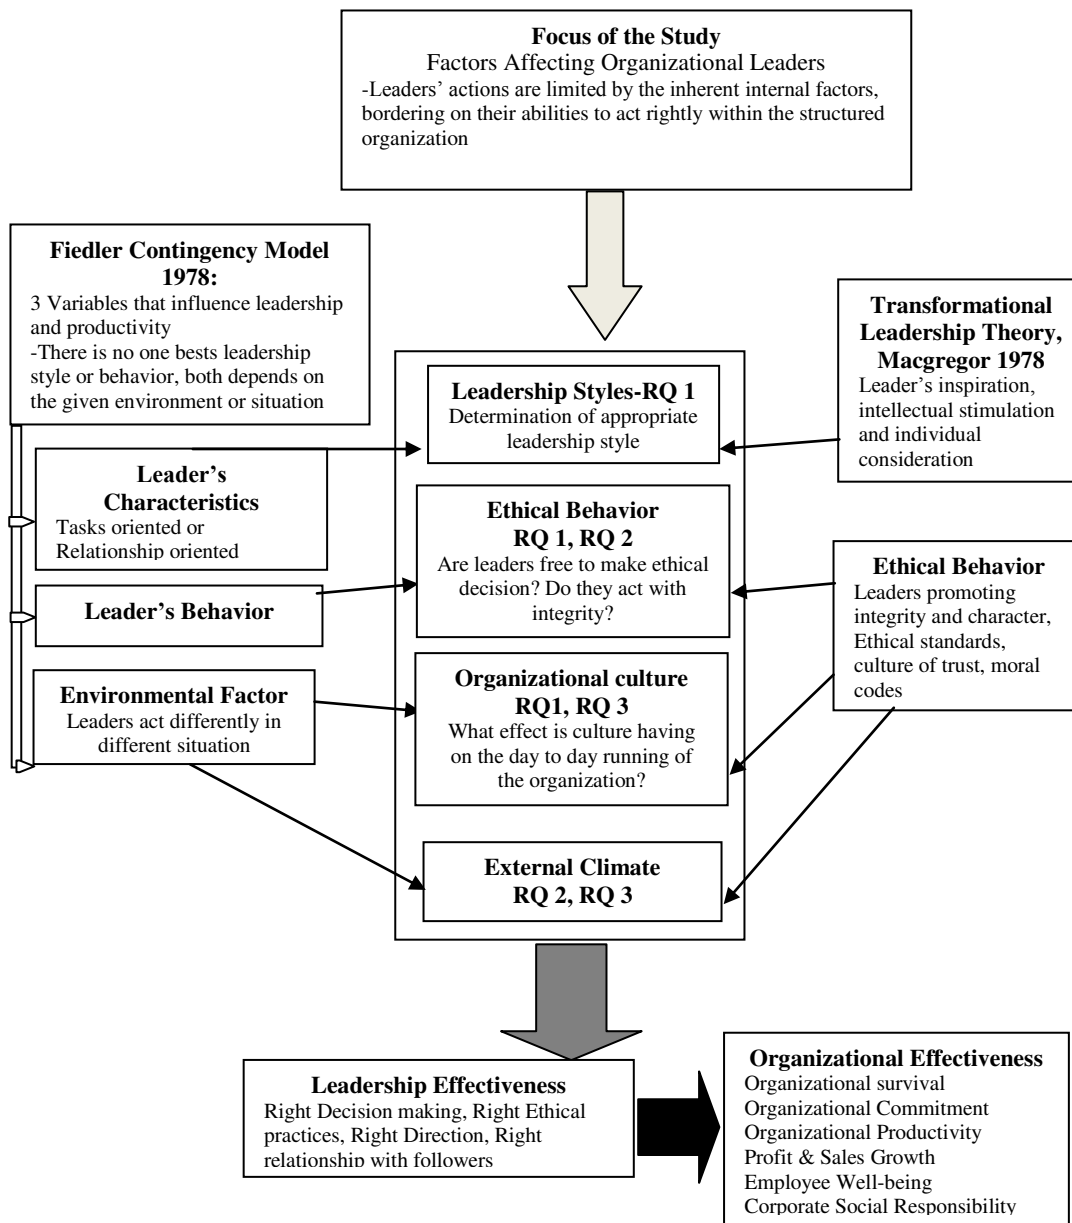 Focus of the Study
Factors Affecting Organizational Leaders
-Leaders’ actions are limited by the inherent internal factors,
bordering on their abilities to act rightly within the structured
organization
Fiedler Contingency Model
1978:
3 Variables that influence leadership
and productivity
-There is no one bests leadership
style or behavior, both depends on
the given environment or situation
Leader’s
Characteristics
Tasks oriented or
Relationship oriented
Leader’s Behavior
Environmental Factor
Leaders act differently in
different situation
Leadership Styles-RQ 1
Determination of appropriate
leadership style
Ethical Behavior
RQ 1, RQ 2
Are leaders free to make ethical
decision? Do they act with
integrity?
Organizational culture
RQ1, RQ 3
What effect is culture having
on the day to day running of
the organization?
External Climate
RQ 2, RQ 3
Transformational
Leadership Theory,
Macgregor 1978
Leader’s inspiration,
intellectual stimulation
and individual
consideration
Ethical Behavior
Leaders promoting
integrity and character,
Ethical standards,
culture of trust, moral
codes
Leadership Effectiveness
Right Decision making, Right Ethical
practices, Right Direction, Right
relationship with followers
Organizational Effectiveness
Organizational survival
Organizational Commitment
Organizational Productivity
Profit & Sales Growth
Employee Well-being
Corporate Social Responsibility